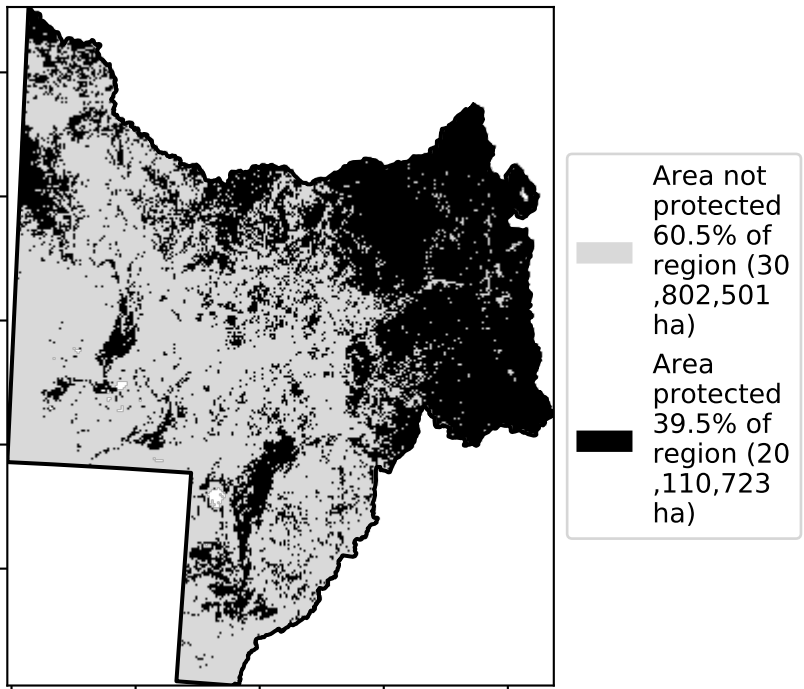 Area not
protected
60.5% of
region (30
,802,501
ha)
Area
protected
39.5% of
region (20
,110,723
ha)